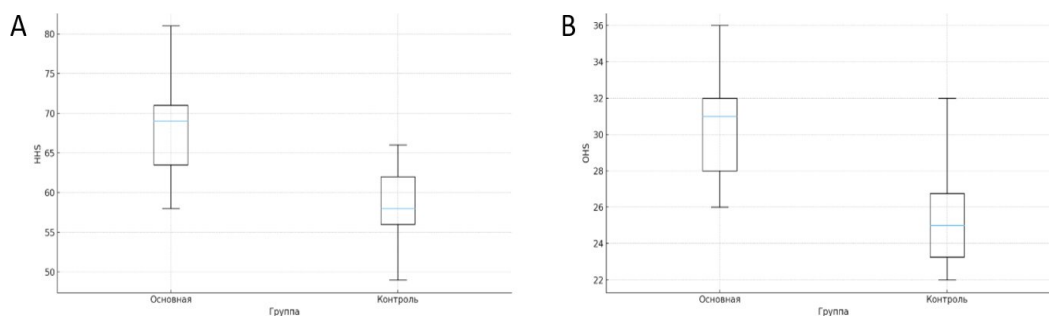 A
HHS
80
75
70
65
60
55
50
Основная
Контроль
Группа
B
OHS
36
34
32
30
28
26
24
22
Основная
Контроль
Группа